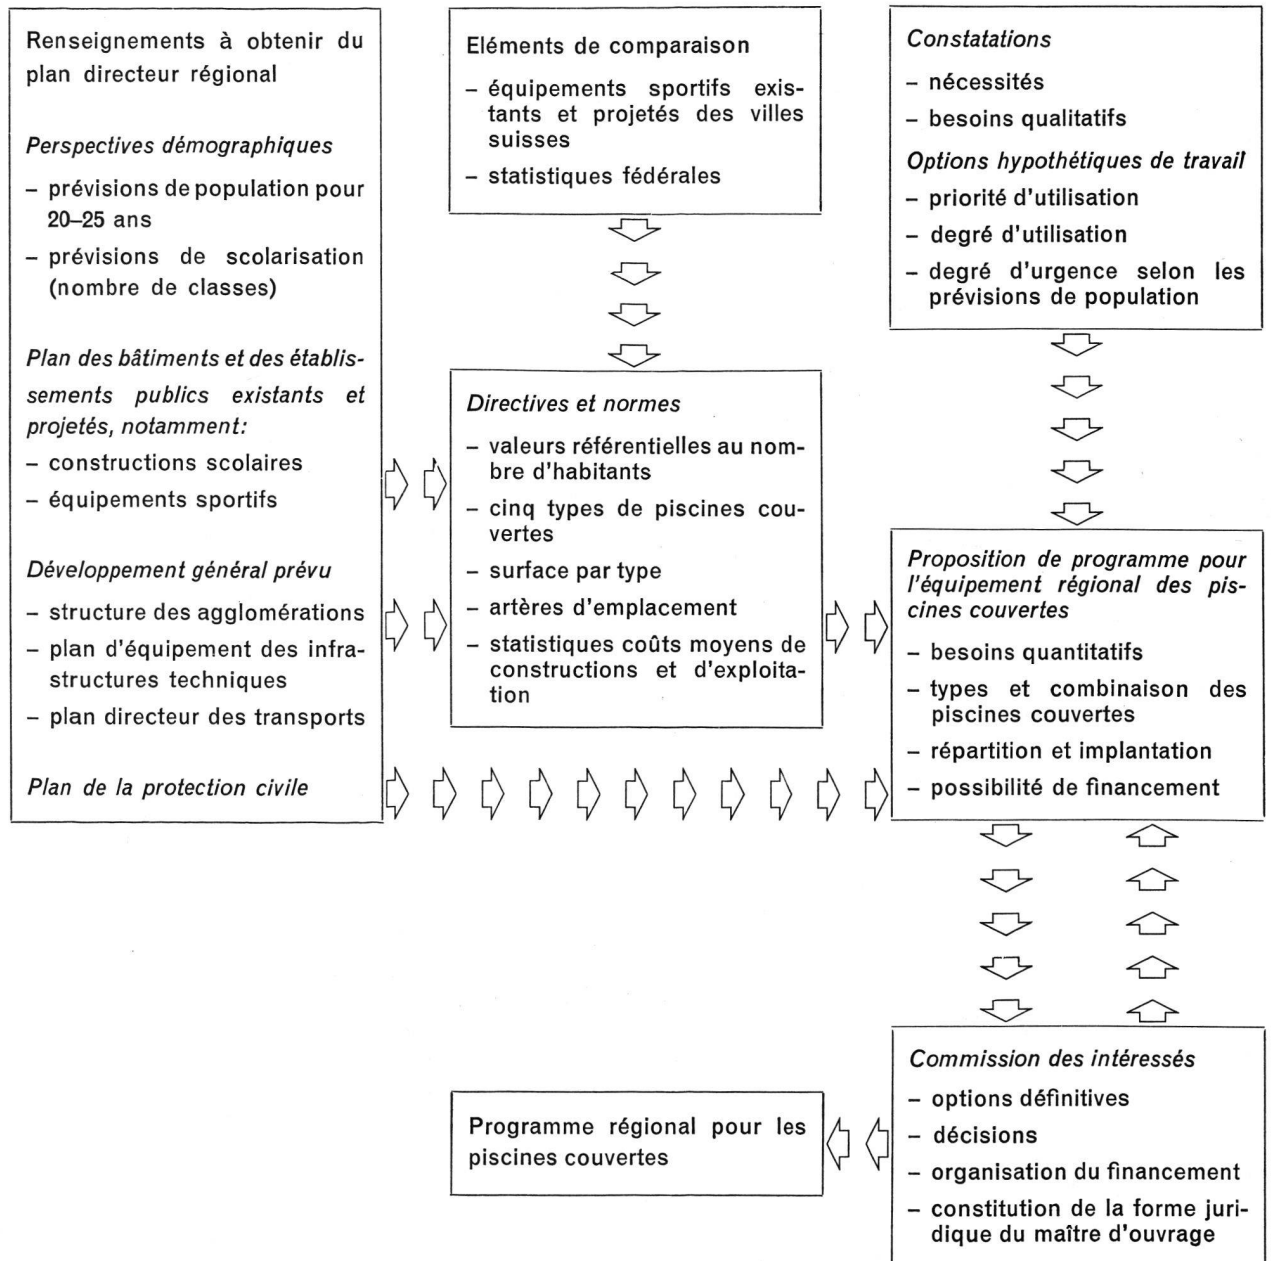 Renseignements à obtenir du
plan directeur régional
Perspectives démographiques
– prévisions de population pour
20–25 ans
– prévisions de scolarisation
(nombre de classes)
Plan des bâtiments et des établis-
sements publics existants et
projetés, notamment:
– constructions scolaires
– équipements sportifs
Développement général prévu
– structure des agglomérations
– plan d'équipement des infra-
structures techniques
– plan directeur des transports
Plan de la protection civile
Eléments de comparaison
– équipements sportifs exis-
tants et projetés des villes
suisses
– statistiques fédérales
Directives et normes
– valeurs référentielles au nom-
bre d'habitants
– cinq types de piscines cou-
vertes
– surface par type
– artères d'emplacement
– statistiques coûts moyens de
constructions et d'exploita-
tion
Constatations
– nécessités
– besoins qualitatifs
Options hypothétiques de travail
– priorité d'utilisation
– degré d'utilisation
– degré d'urgence selon les
prévisions de population
Proposition de programme pour
l'équipement régional des pis-
cines couvertes
– besoins quantitatifs
– types et combinaison des
piscines couvertes
– répartition et implantation
– possibilité de financement
Commission des intéressés
– options définitives
– décisions
– organisation du financement
– constitution de la forme juri-
dique du maître d'ouvrage
Programme régional pour les
piscines couvertes